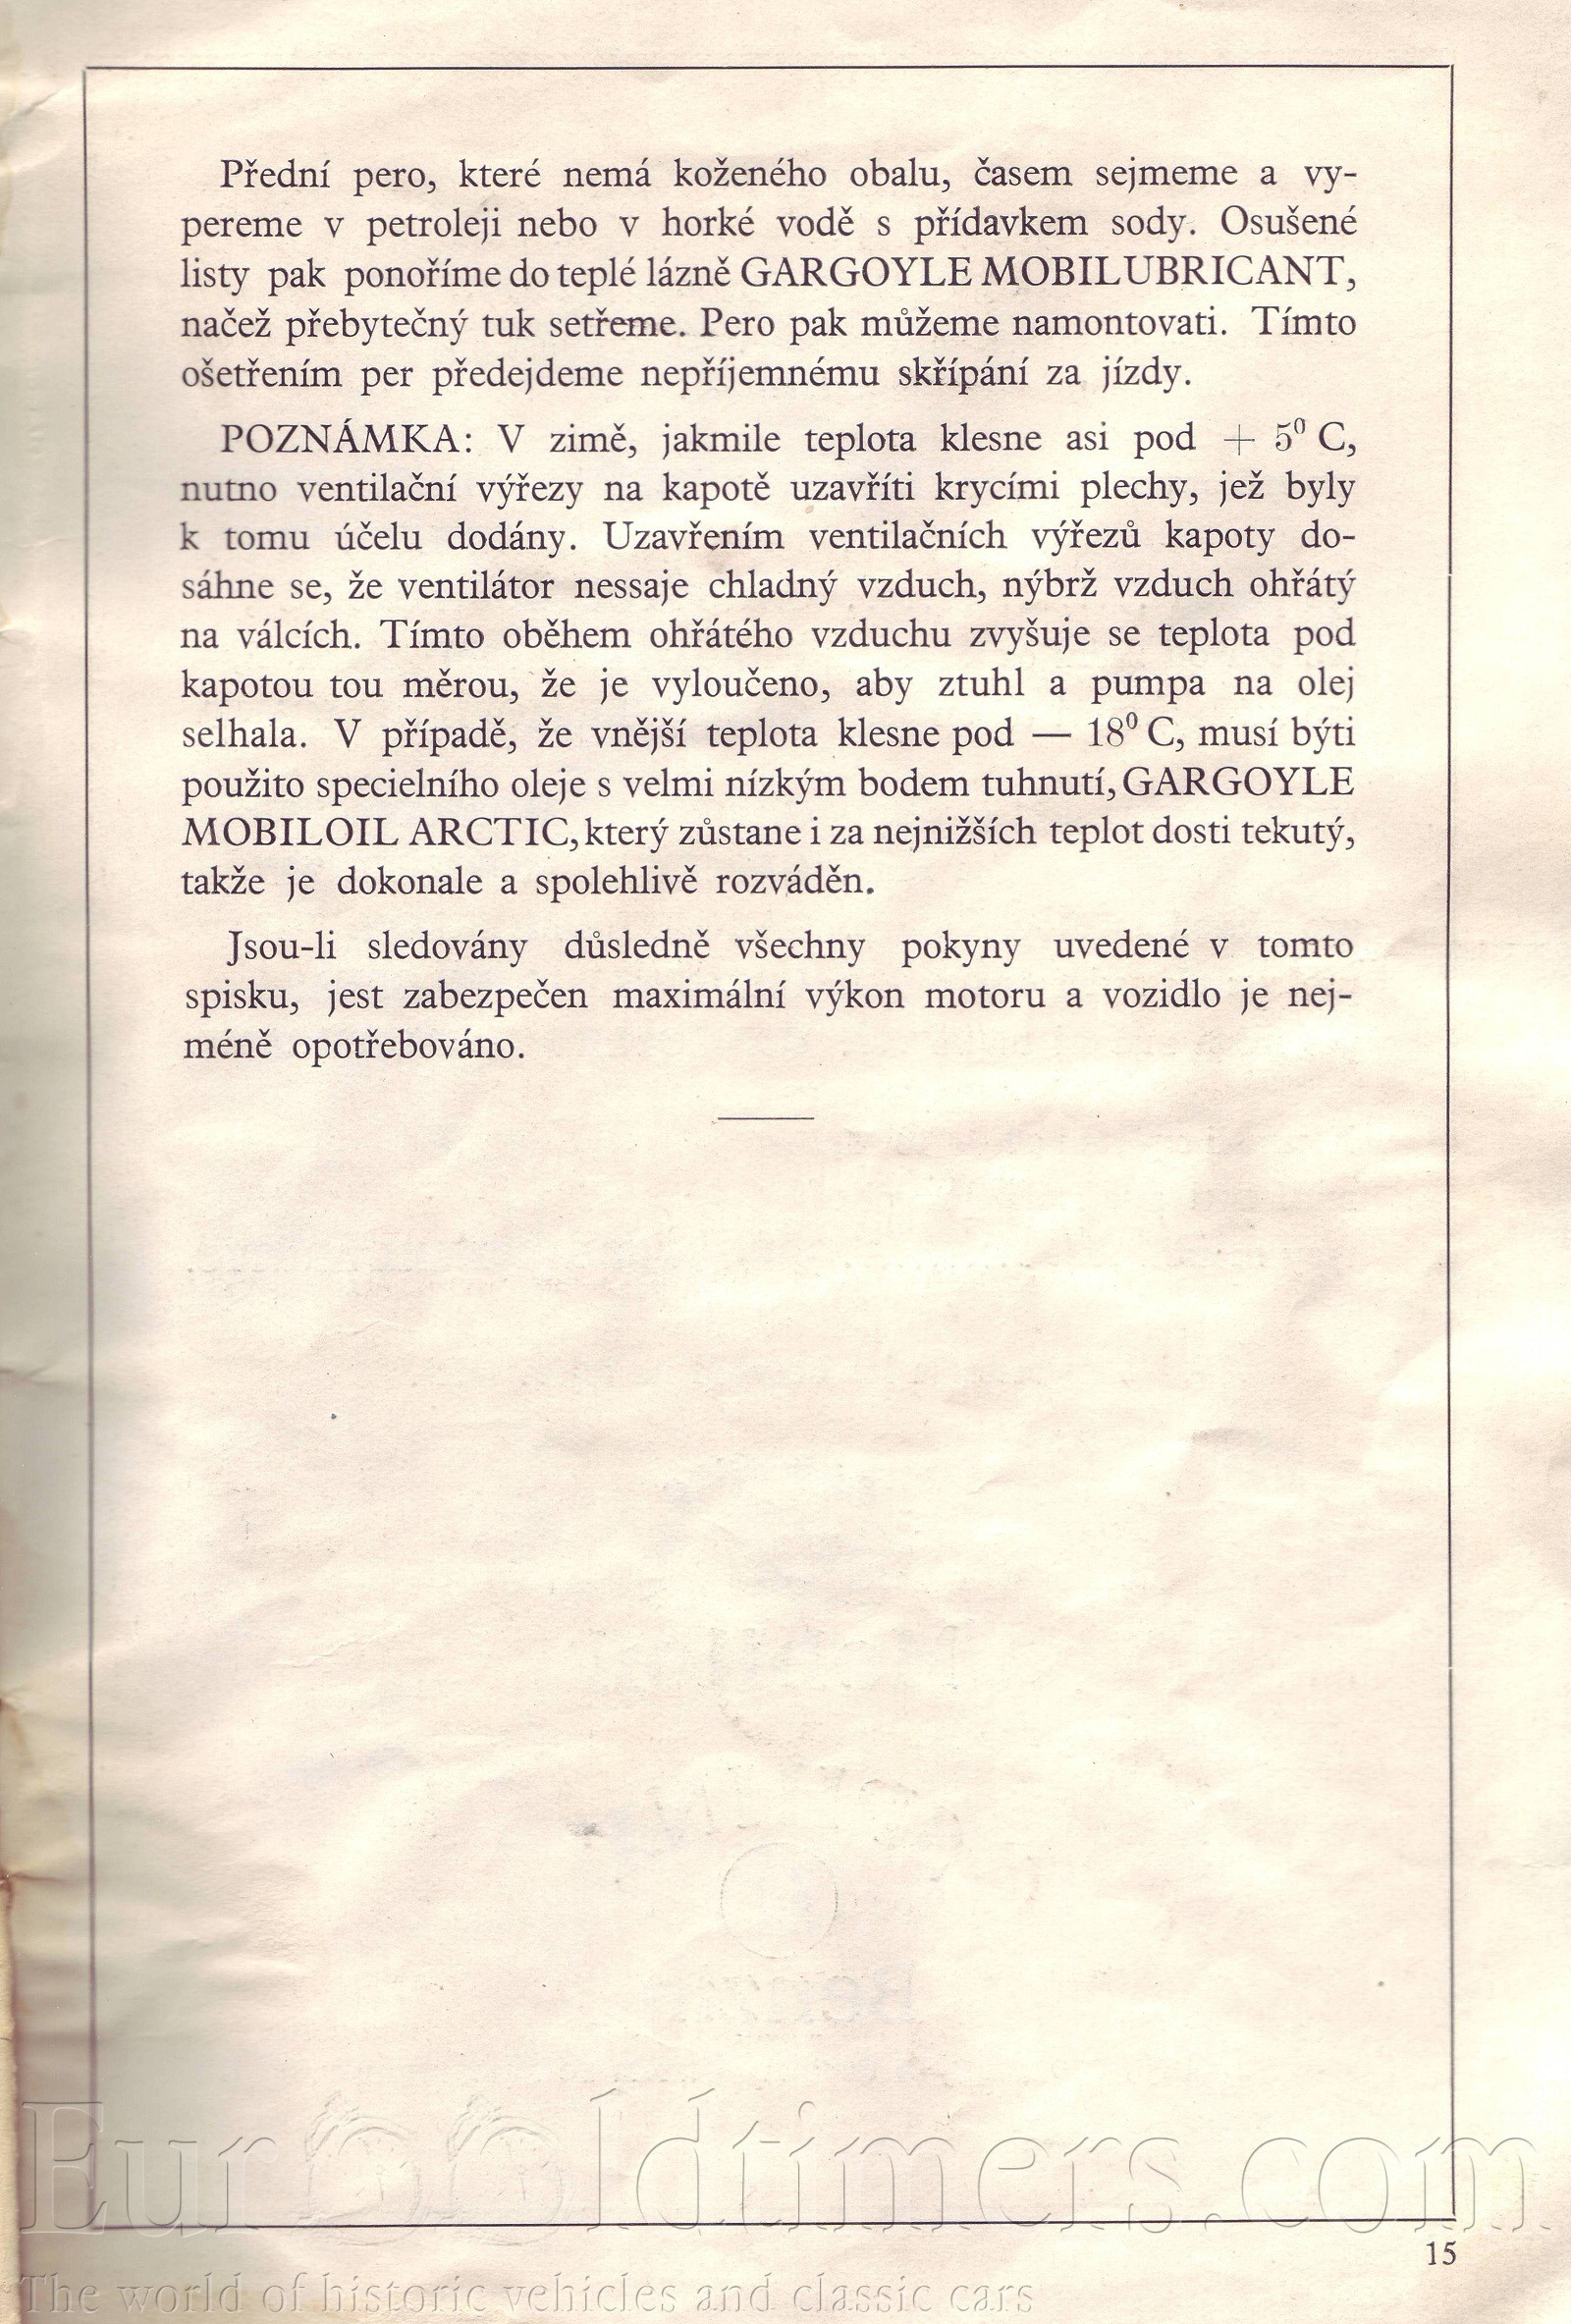 Přední pero, které nemá koženého obalu, časem sejmeme a vy-
pereme v petroleji nebo v horké vodě s přídavkem sody. Osušené
listy pak ponoříme do teplé lázně GARGOYLE MOBILUBRICANT,
načež přebytečný tuk setřeme. Pero pak můžeme namontovati. Tímto
ošetřením per předejdeme nepříjemnému skřípání za jízdy.
POZNÁMKA: V zimě, jakmile teplota klesne asi pod + 5⁰ C,
nutno ventilační výřezy na kapotě uzavříti krycími plechy, jež byly
k tomu účelu dodány. Uzavřením ventilačních výřezů kapoty do-
sáhne se, že ventilátor nessaje chladný vzduch, nýbrž vzduch ohřátý
na válcích. Tímto oběhem ohřátého vzduchu zvyšuje se teplota pod
kapotou tou měrou, že je vyloučeno, aby ztuhl a pumpa na olej
selhala. V případě, že vnější teplota klesne pod — 18⁰ C, musí býti
použito specielního oleje s velmi nízkým bodem tuhnutí, GARGOYLE
MOBILOIL ARCTIC, který zůstane i za nejnižších teplot dosti tekutý,
takže je dokonale a spolehlivě rozváděn.
Jsou-li sledovány důsledně všechny pokyny uvedené v tomto
spisku, jest zabezpečen maximální výkon motoru a vozidlo je nej-
méně opotřebováno.
EurOOldtimers.com
15
The world of historic vehicles and classic cars